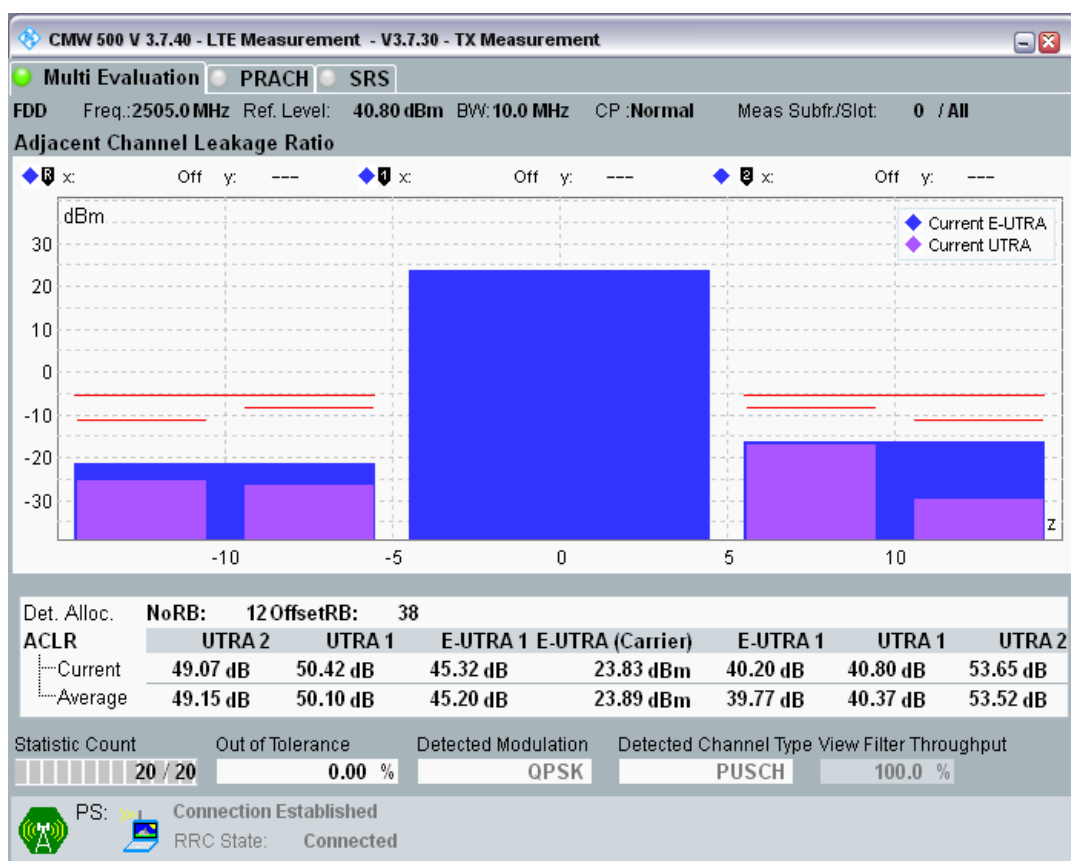 CMW 500 V 3.7.40 - LTE Measurement - V3.7.30 - TX Measurement
Multi Evaluation PRACH SRS
FDD Freq.:2505.0 MHz Ref. Level: 40.80 dBm BW:10.0 MHz CP :Normal Meas Subfr./Slot: 0 / All
Adjacent Channel Leakage Ratio
R x: Off y: --- 1 x: Off y: --- 2 x: Off y: ---
dBm
Current E-UTRA
Current UTRA
30
20
10
0
-10
-20
-30
z
-10 -5 0 5 10
Det. Alloc. NoRB: 12 OffsetRB: 38
ACLR UTRA 2 UTRA 1 E-UTRA 1 E-UTRA (Carrier) E-UTRA 1 UTRA 1 UTRA 2
Current 49.07 dB 50.42 dB 45.32 dB 23.83 dBm 40.20 dB 40.80 dB 53.65 dB
Average 49.15 dB 50.10 dB 45.20 dB 23.89 dBm 39.77 dB 40.37 dB 53.52 dB
Statistic Count Out of Tolerance Detected Modulation Detected Channel Type View Filter Throughput
20 / 20 0.00 % QPSK PUSCH 100.0 %
PS: Connection Established
RRC State: Connected